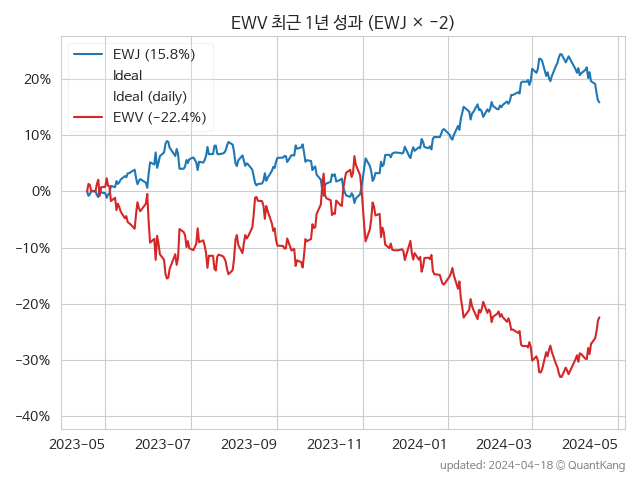 EWV 최근 1년 성과 (EWJ × −2)
EWJ (15.8%)
Ideal
Ideal (daily)
EWV (−22.4%)
20%
10%
0%
−10%
−20%
−30%
−40%
2023−05 2023−07 2023−09 2023−11 2024−01 2024−03 2024−05
updated: 2024-04-18 © QuantKang